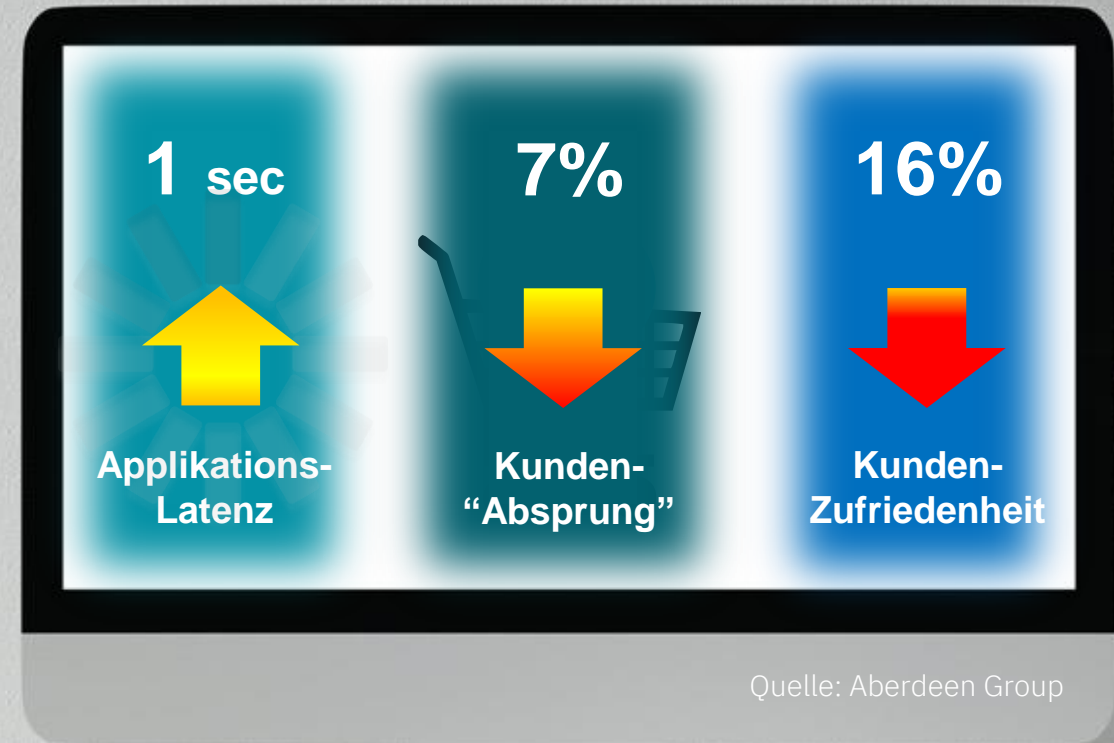 1 sec
Applikations-
Latenz
7%
Kunden-
“Absprung”
16%
Kunden-
Zufriedenheit
Quelle: Aberdeen Group